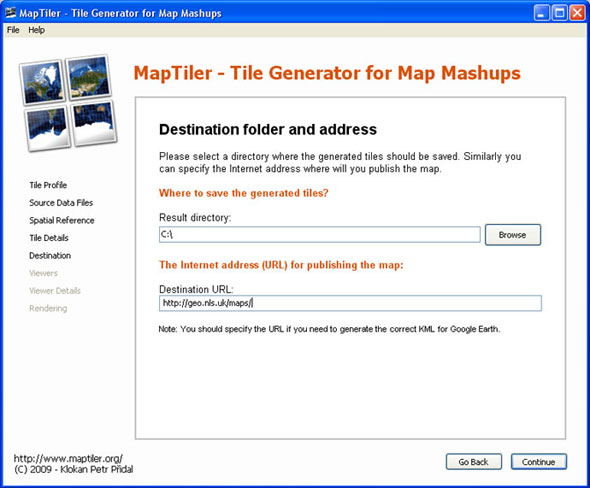 MapTiler - Tile Generator for Map Mashups
File Help
MapTiler - Tile Generator for Map Mashups
Tile Profile
Source Data Files
Spatial Reference
Tile Details
Destination
Viewers
Viewer Details
Rendering
Destination folder and address
Please select a directory where the generated tiles should be saved. Similarly you
can specify the Internet address where will you publish the map.
Where to save the generated tiles?
Result directory:
C:\
Browse
The Internet address (URL) for publishing the map:
Destination URL:
http://geo.nls.uk/maps/
Note: You should specify the URL if you need to generate the correct KML for Google Earth.
http://www.maptiler.org/
(C) 2009 - Klokan Petr Přidal
Go Back
Continue